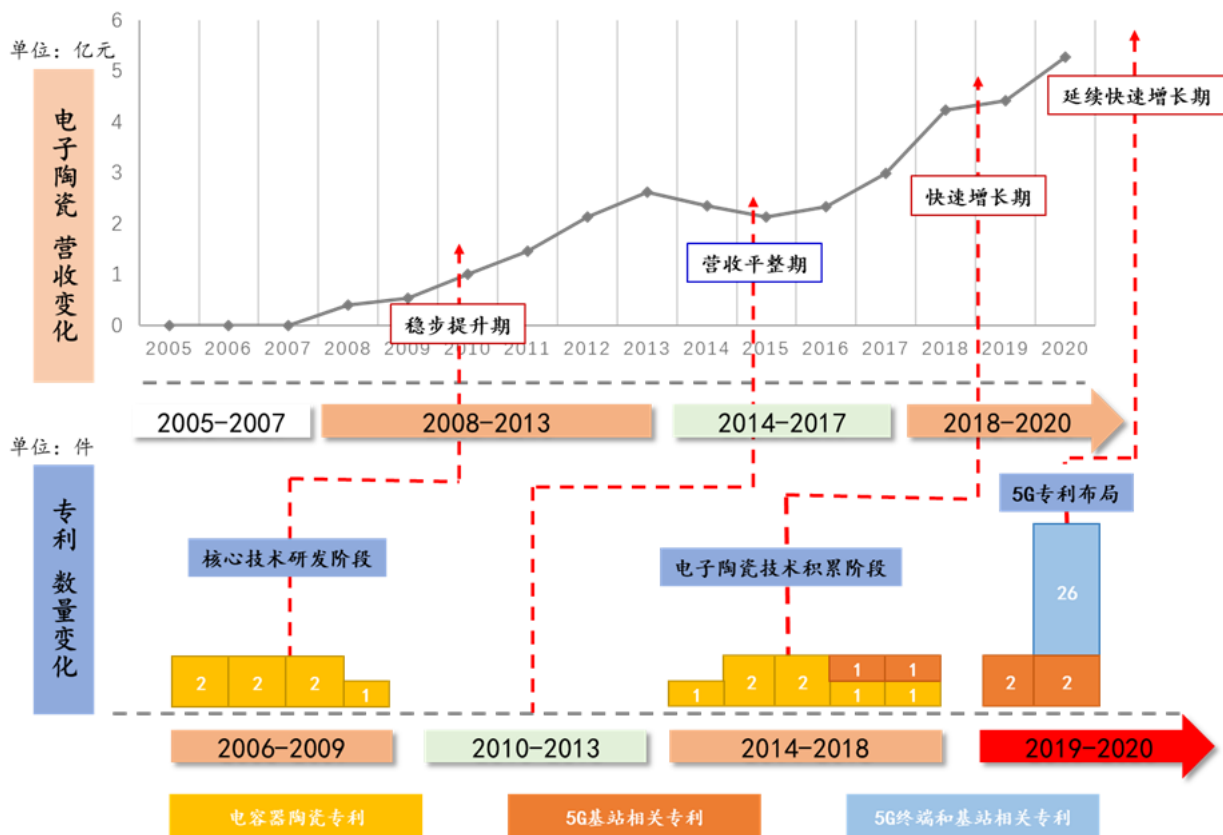 单位：亿元
电子陶瓷 营收变化
6
5
4
3
2
1
0
2005 2006 2007 2008 2009 2010 2011 2012 2013 2014 2015 2016 2017 2018 2019 2020
延续快速增长期
快速增长期
营收平整期
稳步提升期
2005-2007
2008-2013
2014-2017
2018-2020
单位：件
专利 数量变化
核心技术研发阶段
电子陶瓷技术积累阶段
5G专利布局
2 2 2 1
1 2 2 1 1
1 1
2 2
26
2006-2009
2010-2013
2014-2018
2019-2020
电容器陶瓷专利
5G基站相关专利
5G终端和基站相关专利